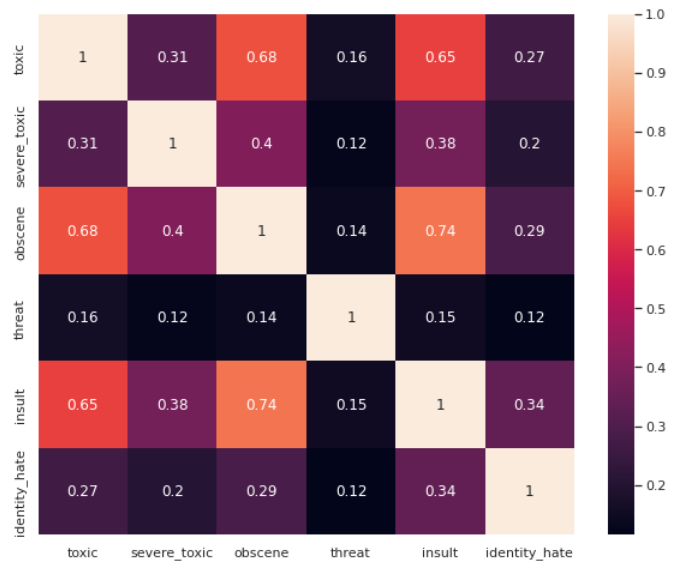 toxic 1 0.31 0.68 0.16 0.65 0.27
severe_toxic 0.31 1 0.4 0.12 0.38 0.2
obscene 0.68 0.4 1 0.14 0.74 0.29
threat 0.16 0.12 0.14 1 0.15 0.12
insult 0.65 0.38 0.74 0.15 1 0.34
identity_hate 0.27 0.2 0.29 0.12 0.34 1
toxic severe_toxic obscene threat insult identity_hate
1.0
0.9
0.8
0.7
0.6
0.5
0.4
0.3
0.2